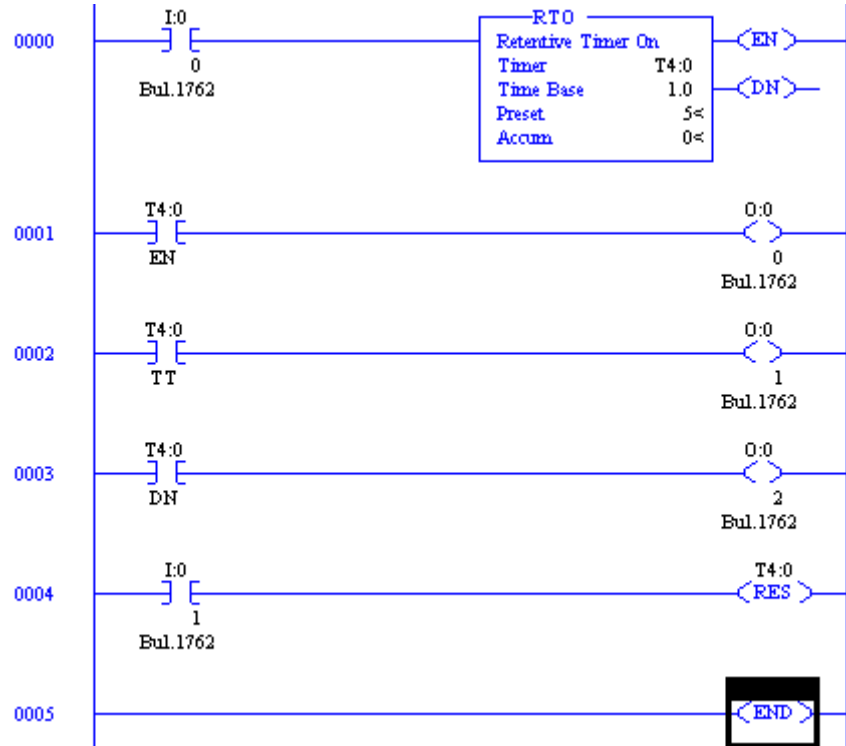 I:0
RTO
0000
Retentive Timer On
EN
0
Timer T4:0
Bul.1762
Time Base 1.0
DN
Preset 5<
Accum 0<
T4:0
O:0
0001
EN
0
Bul.1762
T4:0
O:0
0002
TT
1
Bul.1762
T4:0
O:0
0003
DN
2
Bul.1762
I:0
T4:0
0004
RES
1
Bul.1762
0005
END